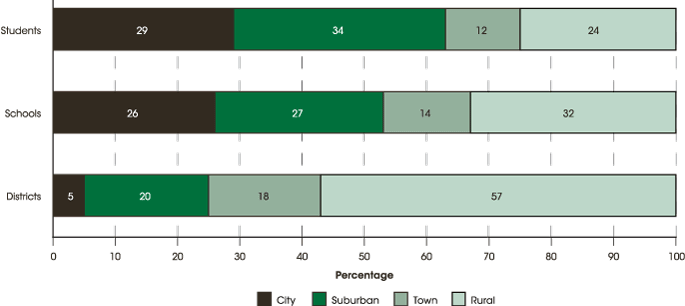 Students 29 34 12 24
Schools 26 27 14 32
Districts 5 20 18 57
0 10 20 30 40 50 60 70 80 90 100
Percentage
City Suburban Town Rural